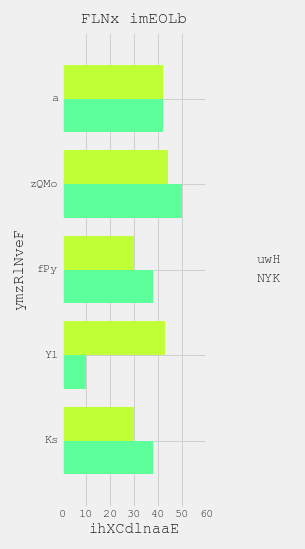 FLNx imEOLb
a
zQMo
fPy
Yl
Ks
ymzRlNveF
uwH
NYK
0 10 20 30 40 50 60
ihXCdlnaaE